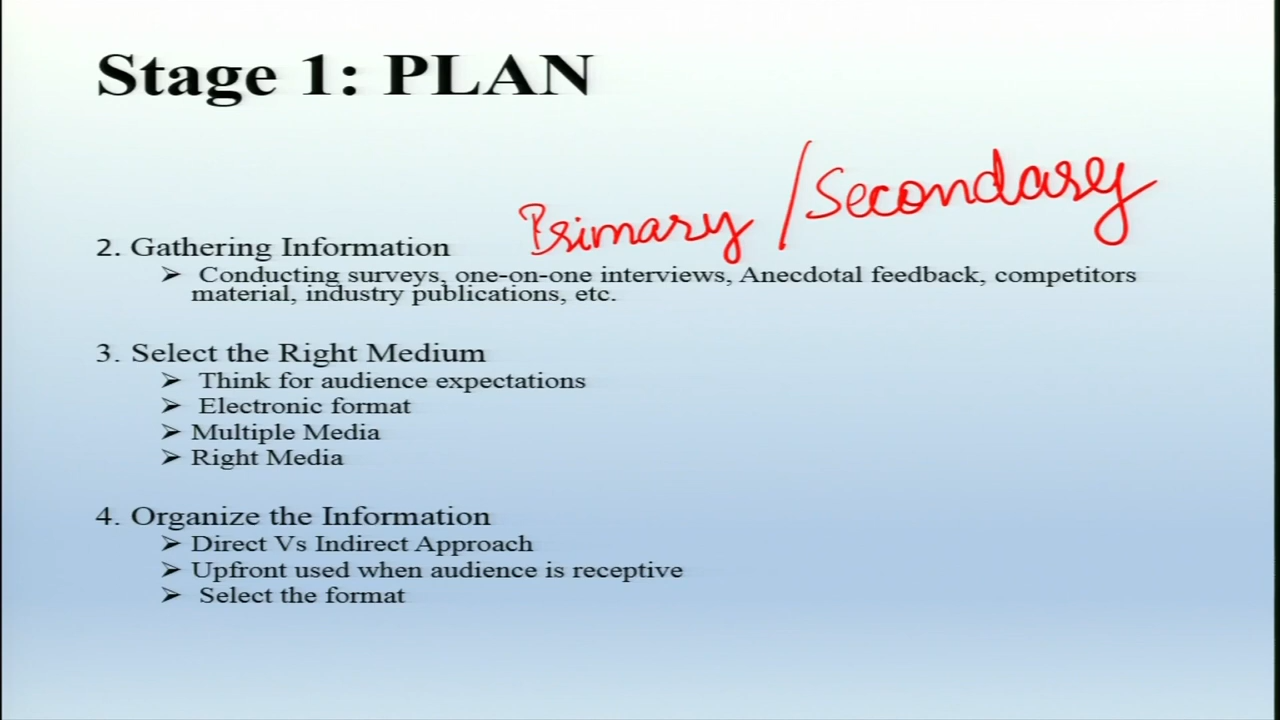 Stage 1: PLAN
Primary / Secondary
2. Gathering Information
➢ Conducting surveys, one-on-one interviews, Anecdotal feedback, competitors
material, industry publications, etc.
3. Select the Right Medium
➢ Think for audience expectations
➢ Electronic format
➢ Multiple Media
➢ Right Media
4. Organize the Information
➢ Direct Vs Indirect Approach
➢ Upfront used when audience is receptive
➢ Select the format